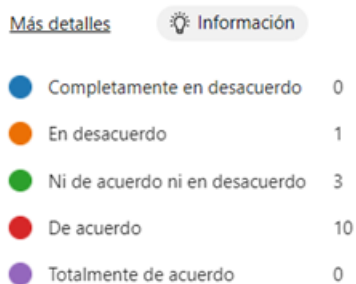 Más detalles Información
Completamente en desacuerdo 0
En desacuerdo 1
Ni de acuerdo ni en desacuerdo 3
De acuerdo 10
Totalmente de acuerdo 0